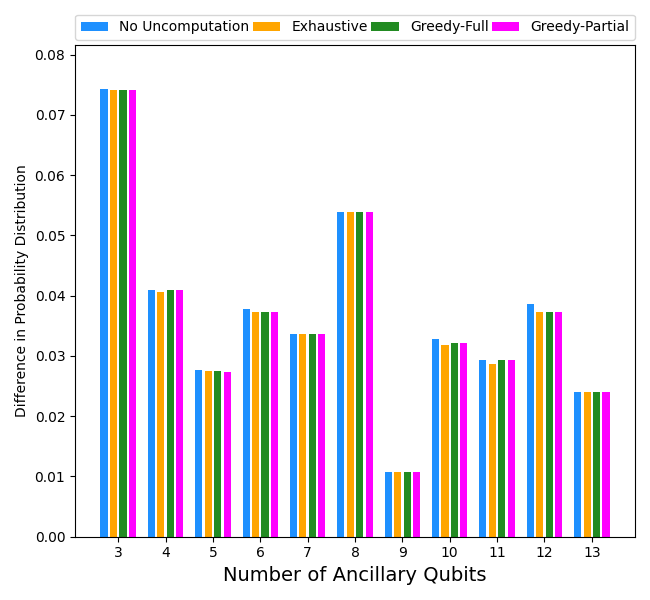 No Uncomputation Exhaustive Greedy-Full Greedy-Partial
0.08
0.07
0.06
0.05
0.04
0.03
0.02
0.01
0.00
Difference in Probability Distribution
3 4 5 6 7 8 9 10 11 12 13
Number of Ancillary Qubits